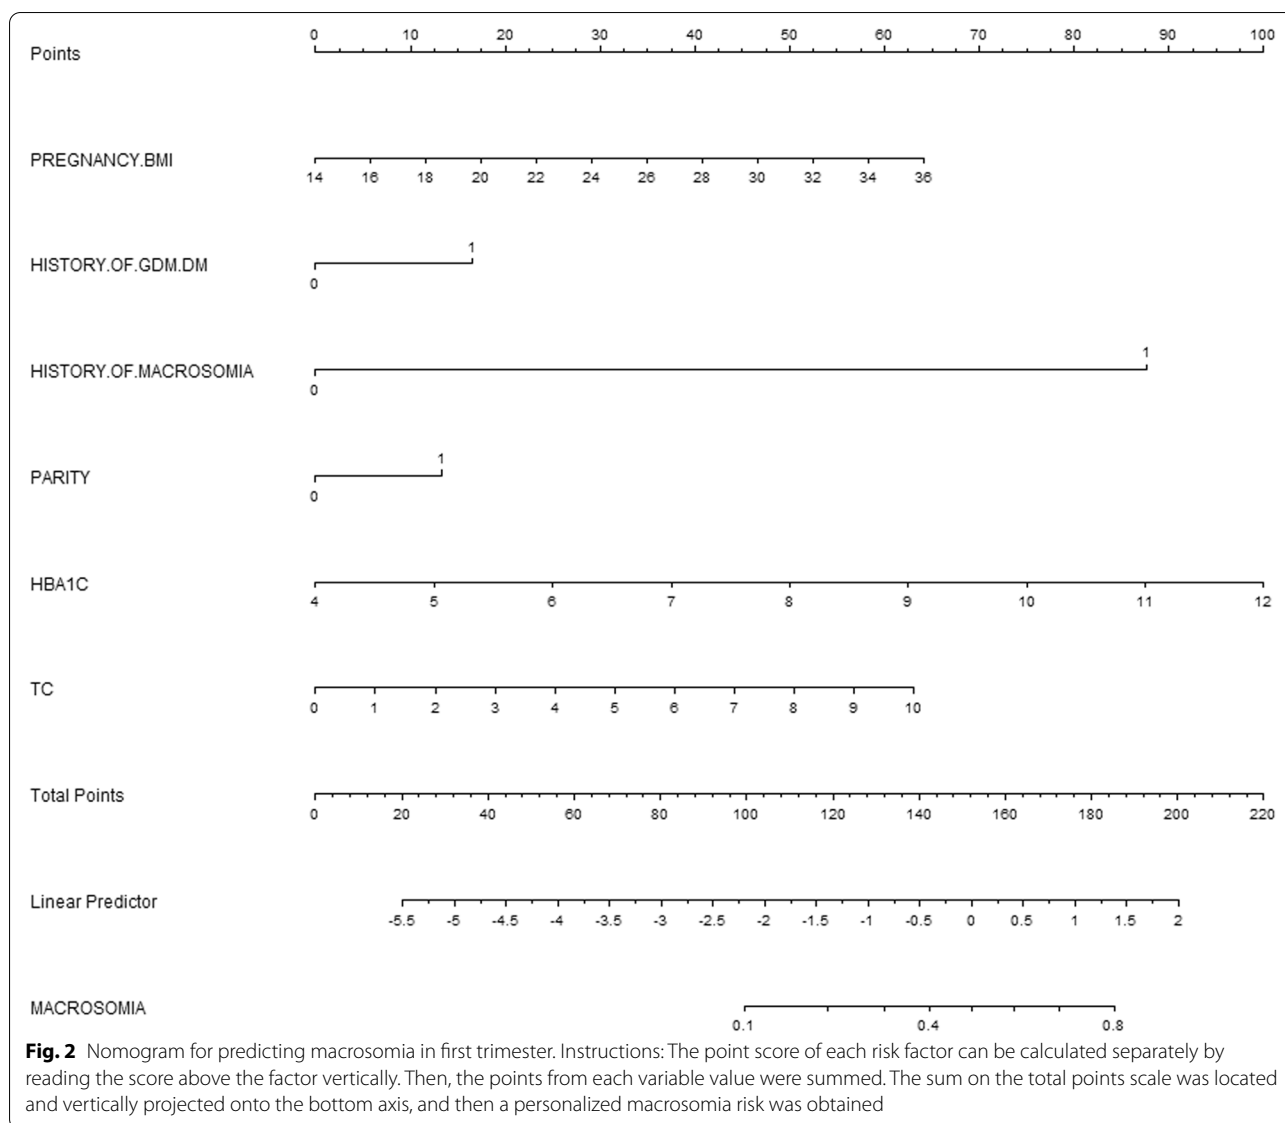 0 10 20 30 40 50 60 70 80 90 100
Points
PREGNANCY.BMI
14 16 18 20 22 24 26 28 30 32 34 36
1
HISTORY.OF.GDM.DM
0
1
HISTORY.OF.MACROSOMIA
0
1
PARITY
0
HBA1C
4 5 6 7 8 9 10 11 12
TC
0 1 2 3 4 5 6 7 8 9 10
Total Points
0 20 40 60 80 100 120 140 160 180 200 220
Linear Predictor
-5.5 -5 -4.5 -4 -3.5 -3 -2.5 -2 -1.5 -1 -0.5 0 0.5 1 1.5 2
MACROSOMIA
0.1 0.4 0.8
Fig. 2 Nomogram for predicting macrosomia in first trimester. Instructions: The point score of each risk factor can be calculated separately by
reading the score above the factor vertically. Then, the points from each variable value were summed. The sum on the total points scale was located
and vertically projected onto the bottom axis, and then a personalized macrosomia risk was obtained